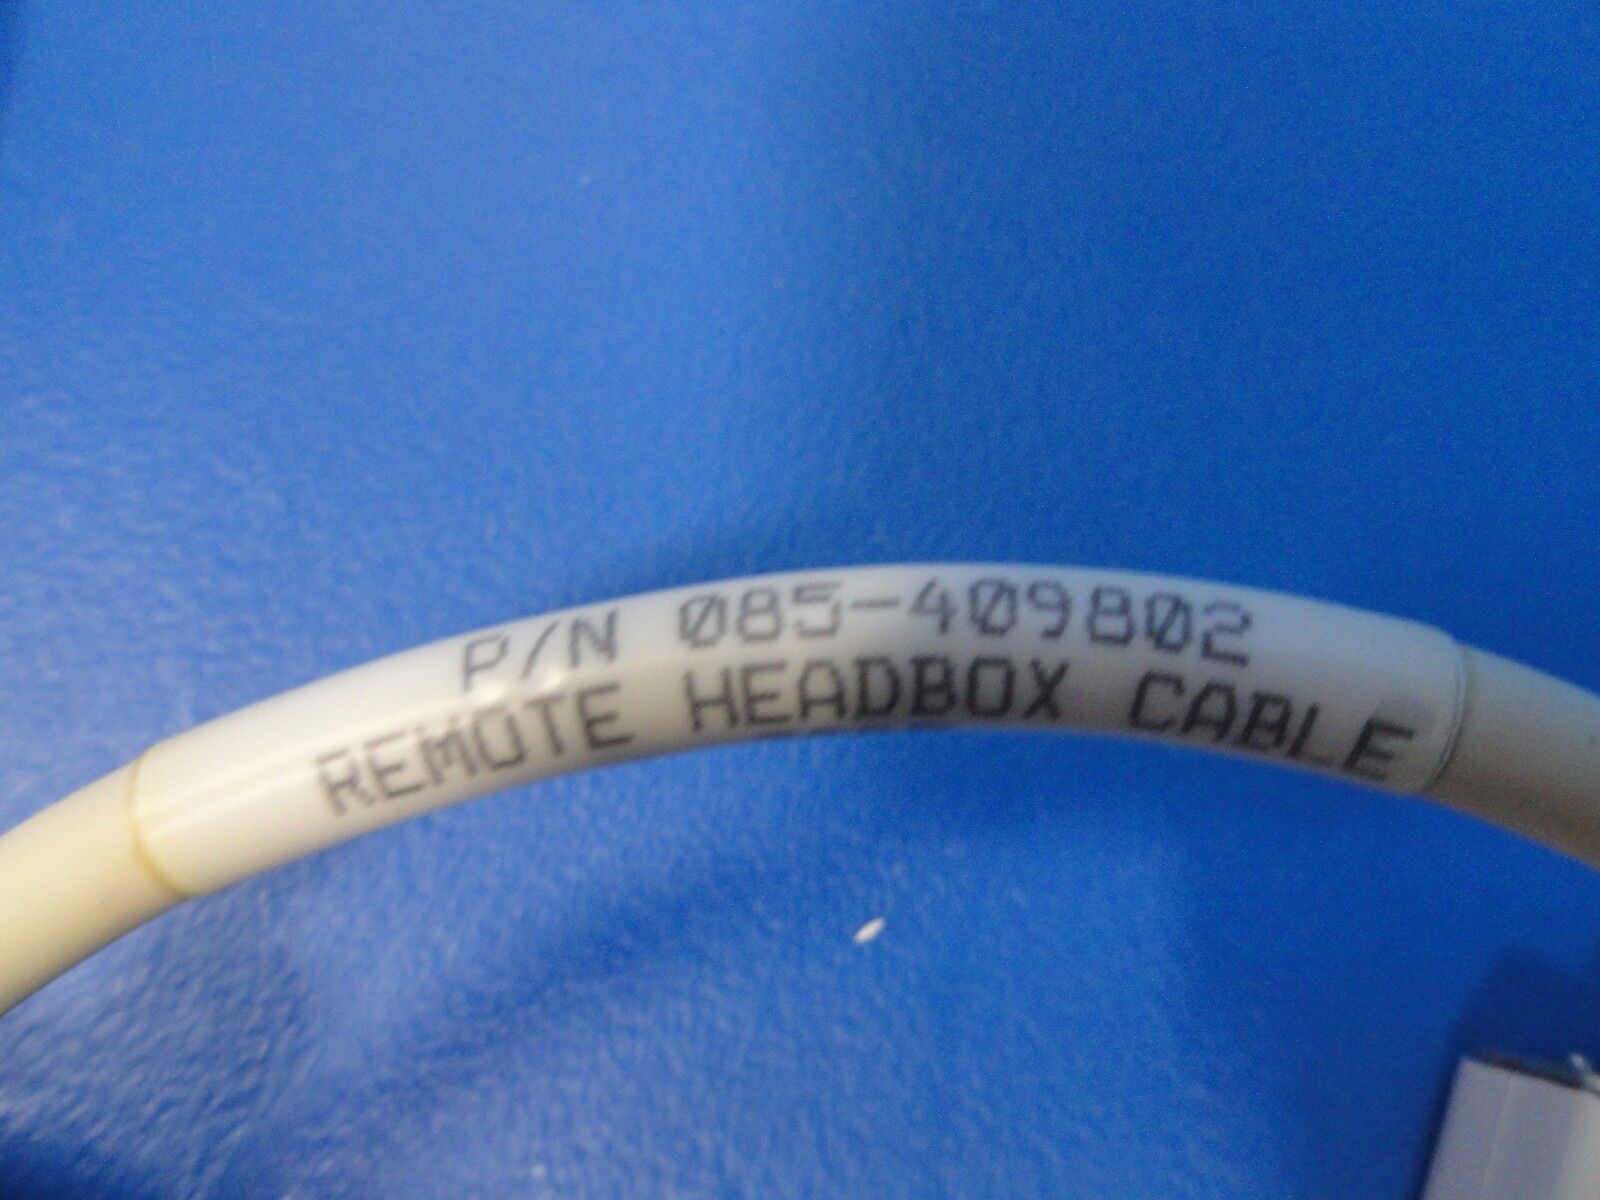 P/N 085-409802
REMOTE HEADBOX CABLE